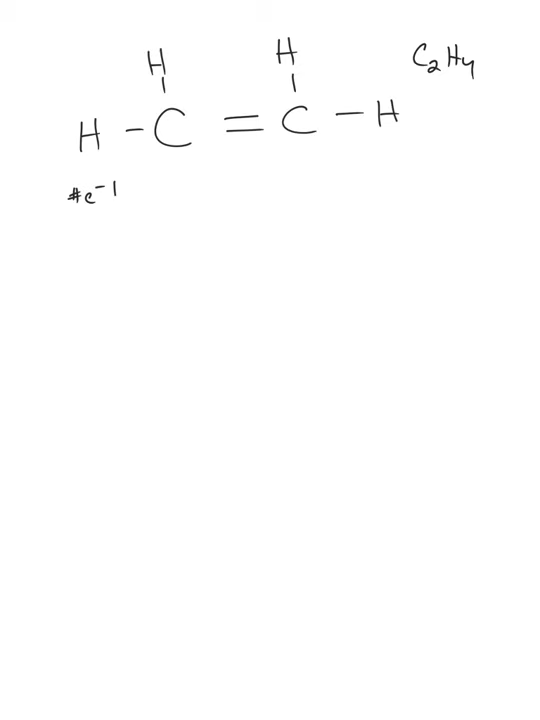 H H C₂H₄
H - C = C - H
#e⁻ 1